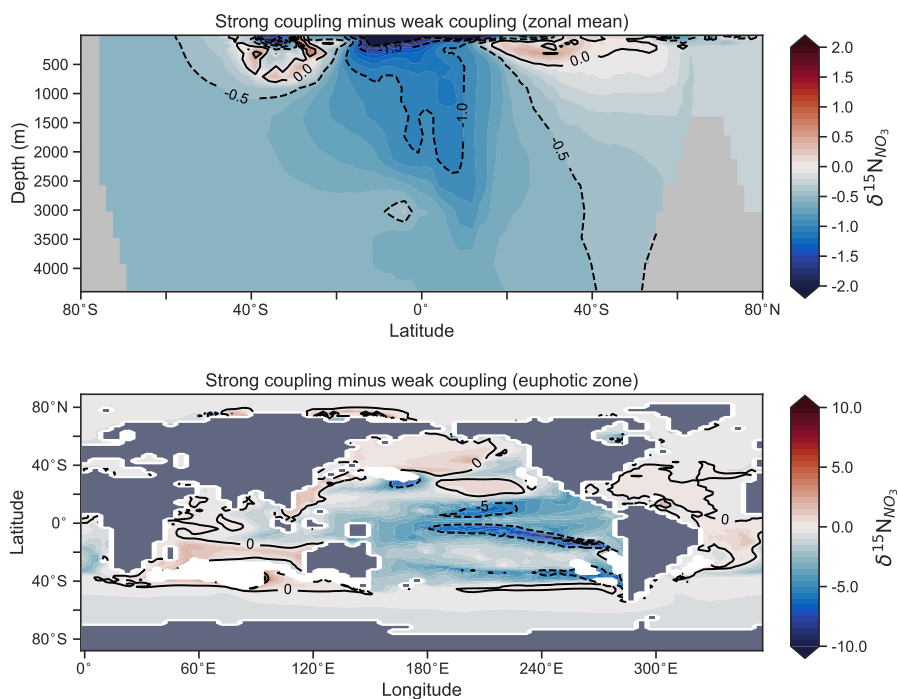 Strong coupling minus weak coupling (zonal mean)
500
1000
1500
2000
2500
3000
3500
4000
Depth (m)
-1.5
0.0
0.0
-0.5
-1.0
-0.5
80°S
40°S
0°
40°N
80°N
Latitude
2.0
1.5
1.0
0.5
0.0
-0.5
-1.0
-1.5
-2.0
δ¹⁵N_NO₃
Strong coupling minus weak coupling (euphotic zone)
80°N
40°S
0°
40°S
80°S
Latitude
0
-5
0
0
0
0°
60°E
120°E
180°E
240°E
300°E
Longitude
10.0
5.0
0.0
-5.0
-10.0
δ¹⁵N_NO₃